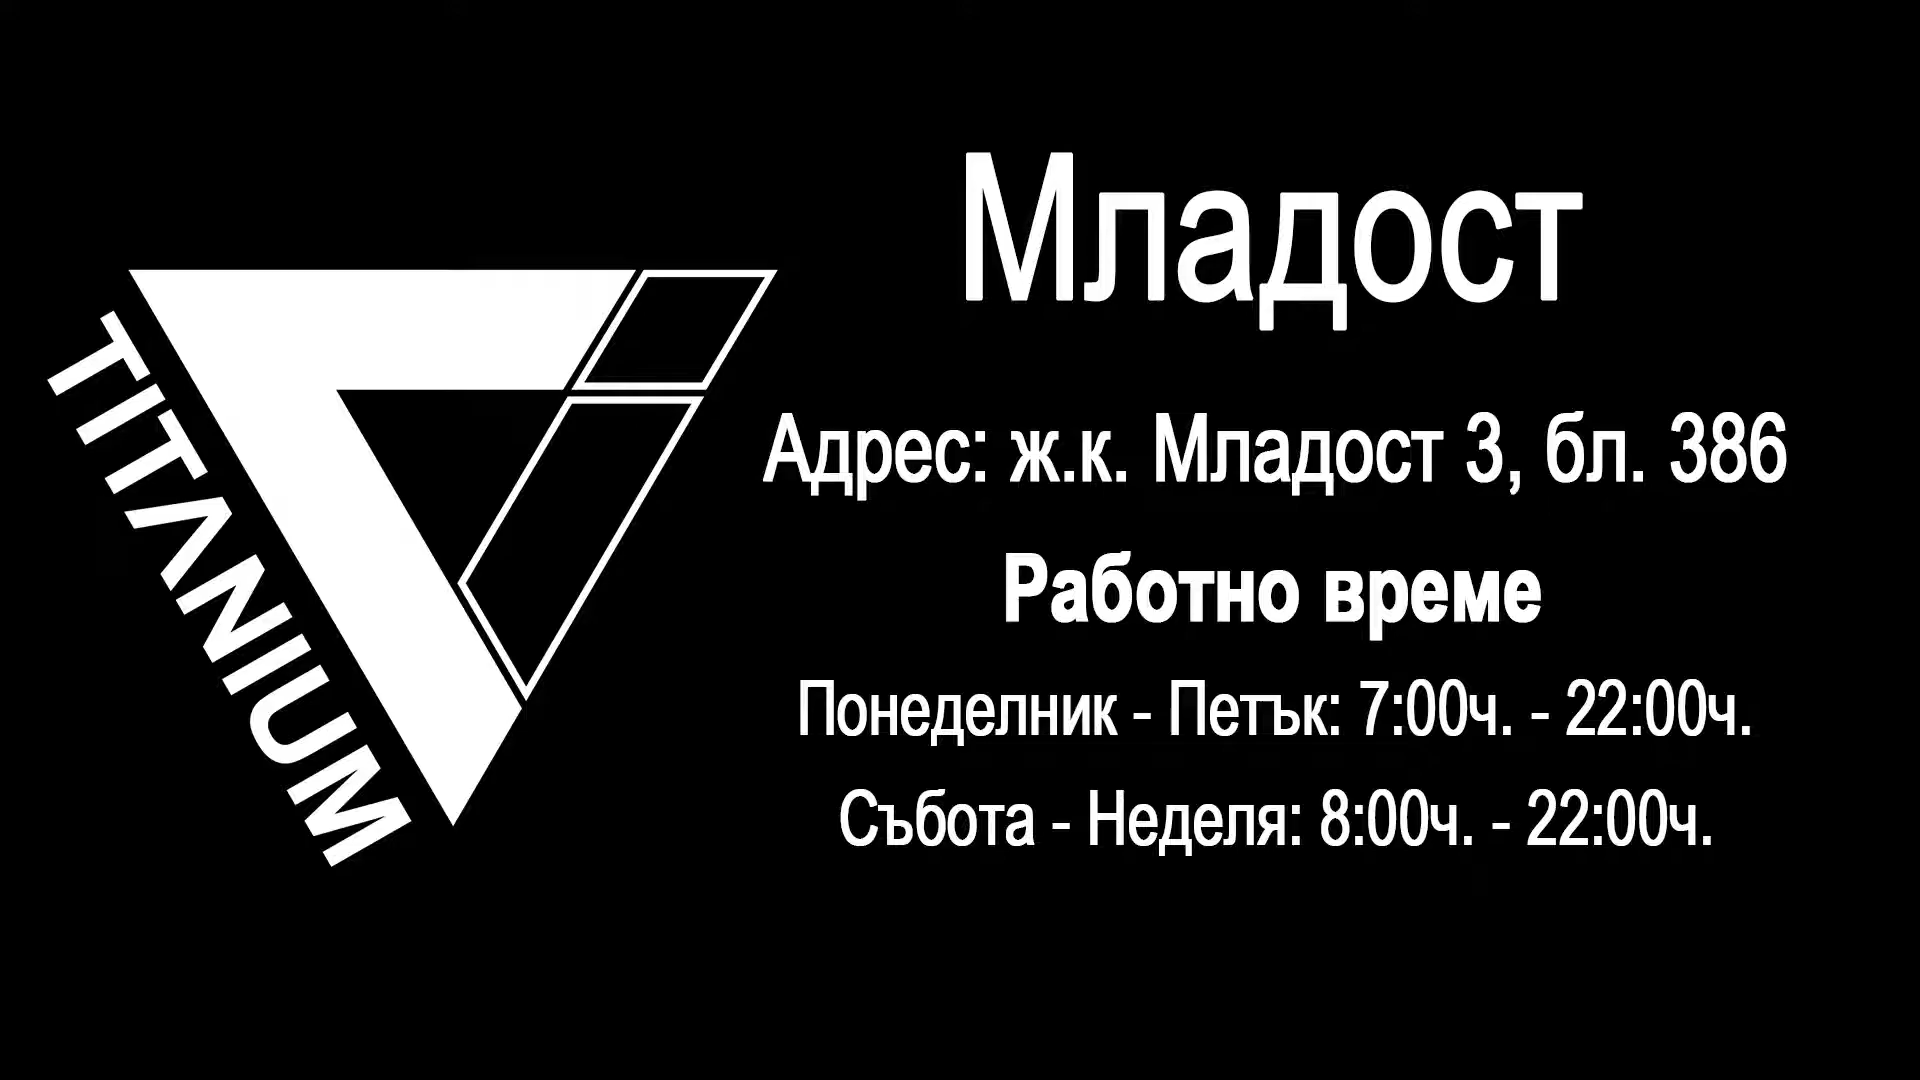 TITANIUM
Младост
Адрес: ж.к. Младост 3, бл. 386
Работно време
Понеделник - Петък: 7:00ч. - 22:00ч.
Събота - Неделя: 8:00ч. - 22:00ч.